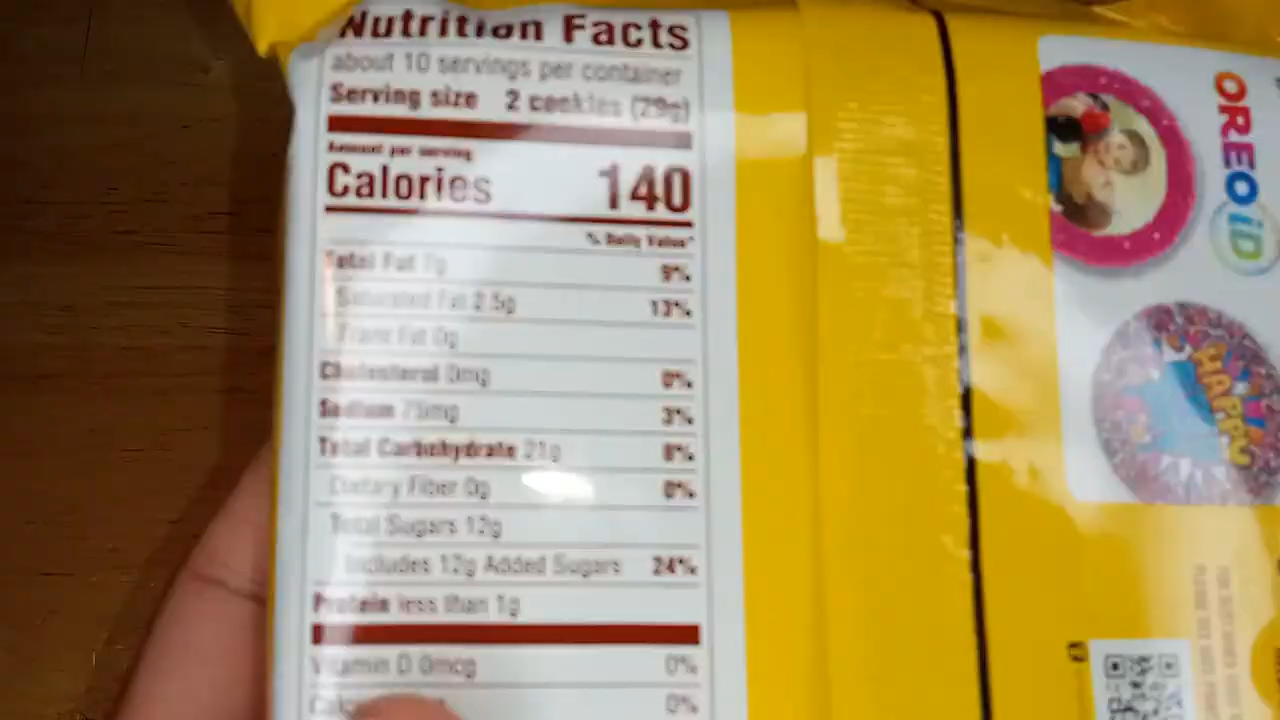 Nutrition Facts
about 10 servings per container
Serving size 2 cookies (29g)
Amount per serving
Calories 140
% Daily Value*
Total Fat 7g 9%
Saturated Fat 2.5g 13%
Trans Fat 0g
Cholesterol 0mg 0%
Sodium 75mg 3%
Total Carbohydrate 21g 8%
Dietary Fiber 0g 0%
Total Sugars 12g
Includes 12g Added Sugars 24%
Protein less than 1g
Vitamin D 0mcg 0%
0%
OREOiD
HAPPY